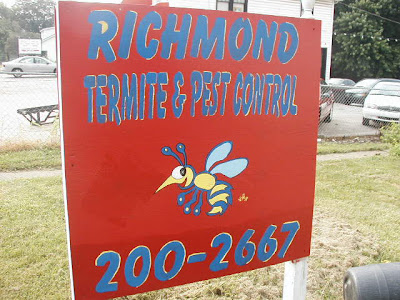 RICHMOND
TERMITE & PEST CONTROL
200-2667